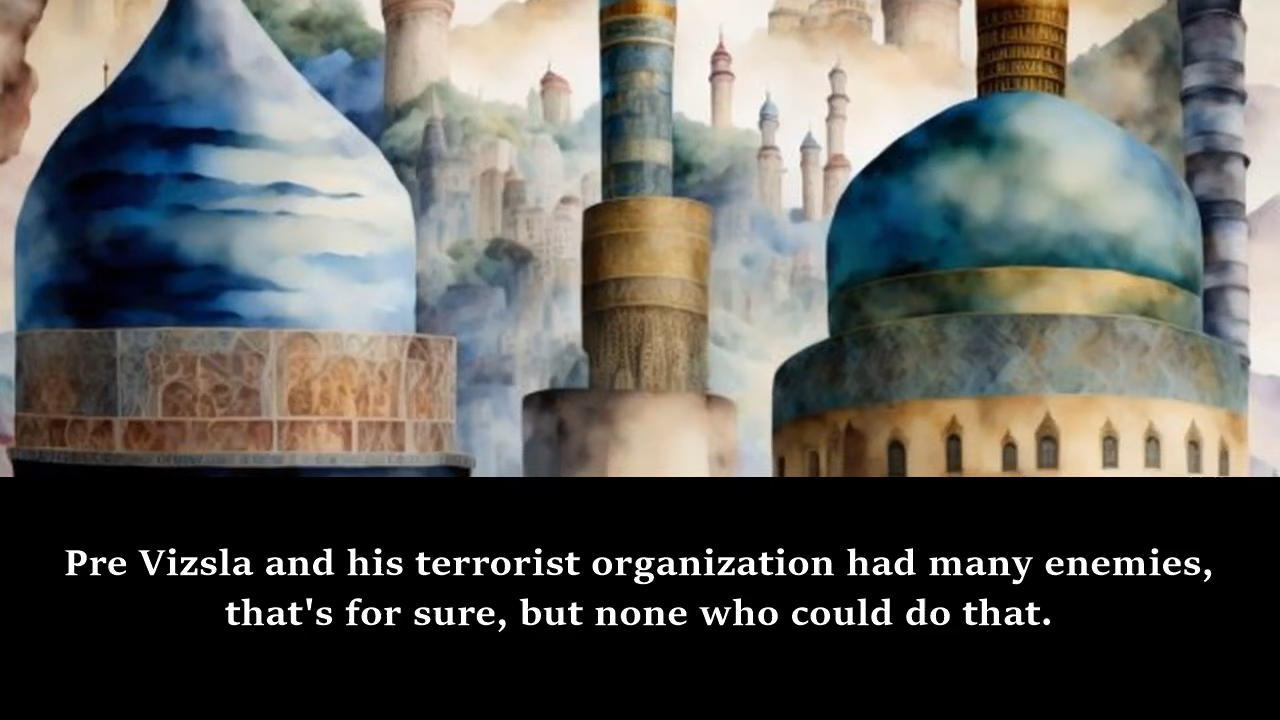 Pre Vizsla and his terrorist organization had many enemies,
that's for sure, but none who could do that.